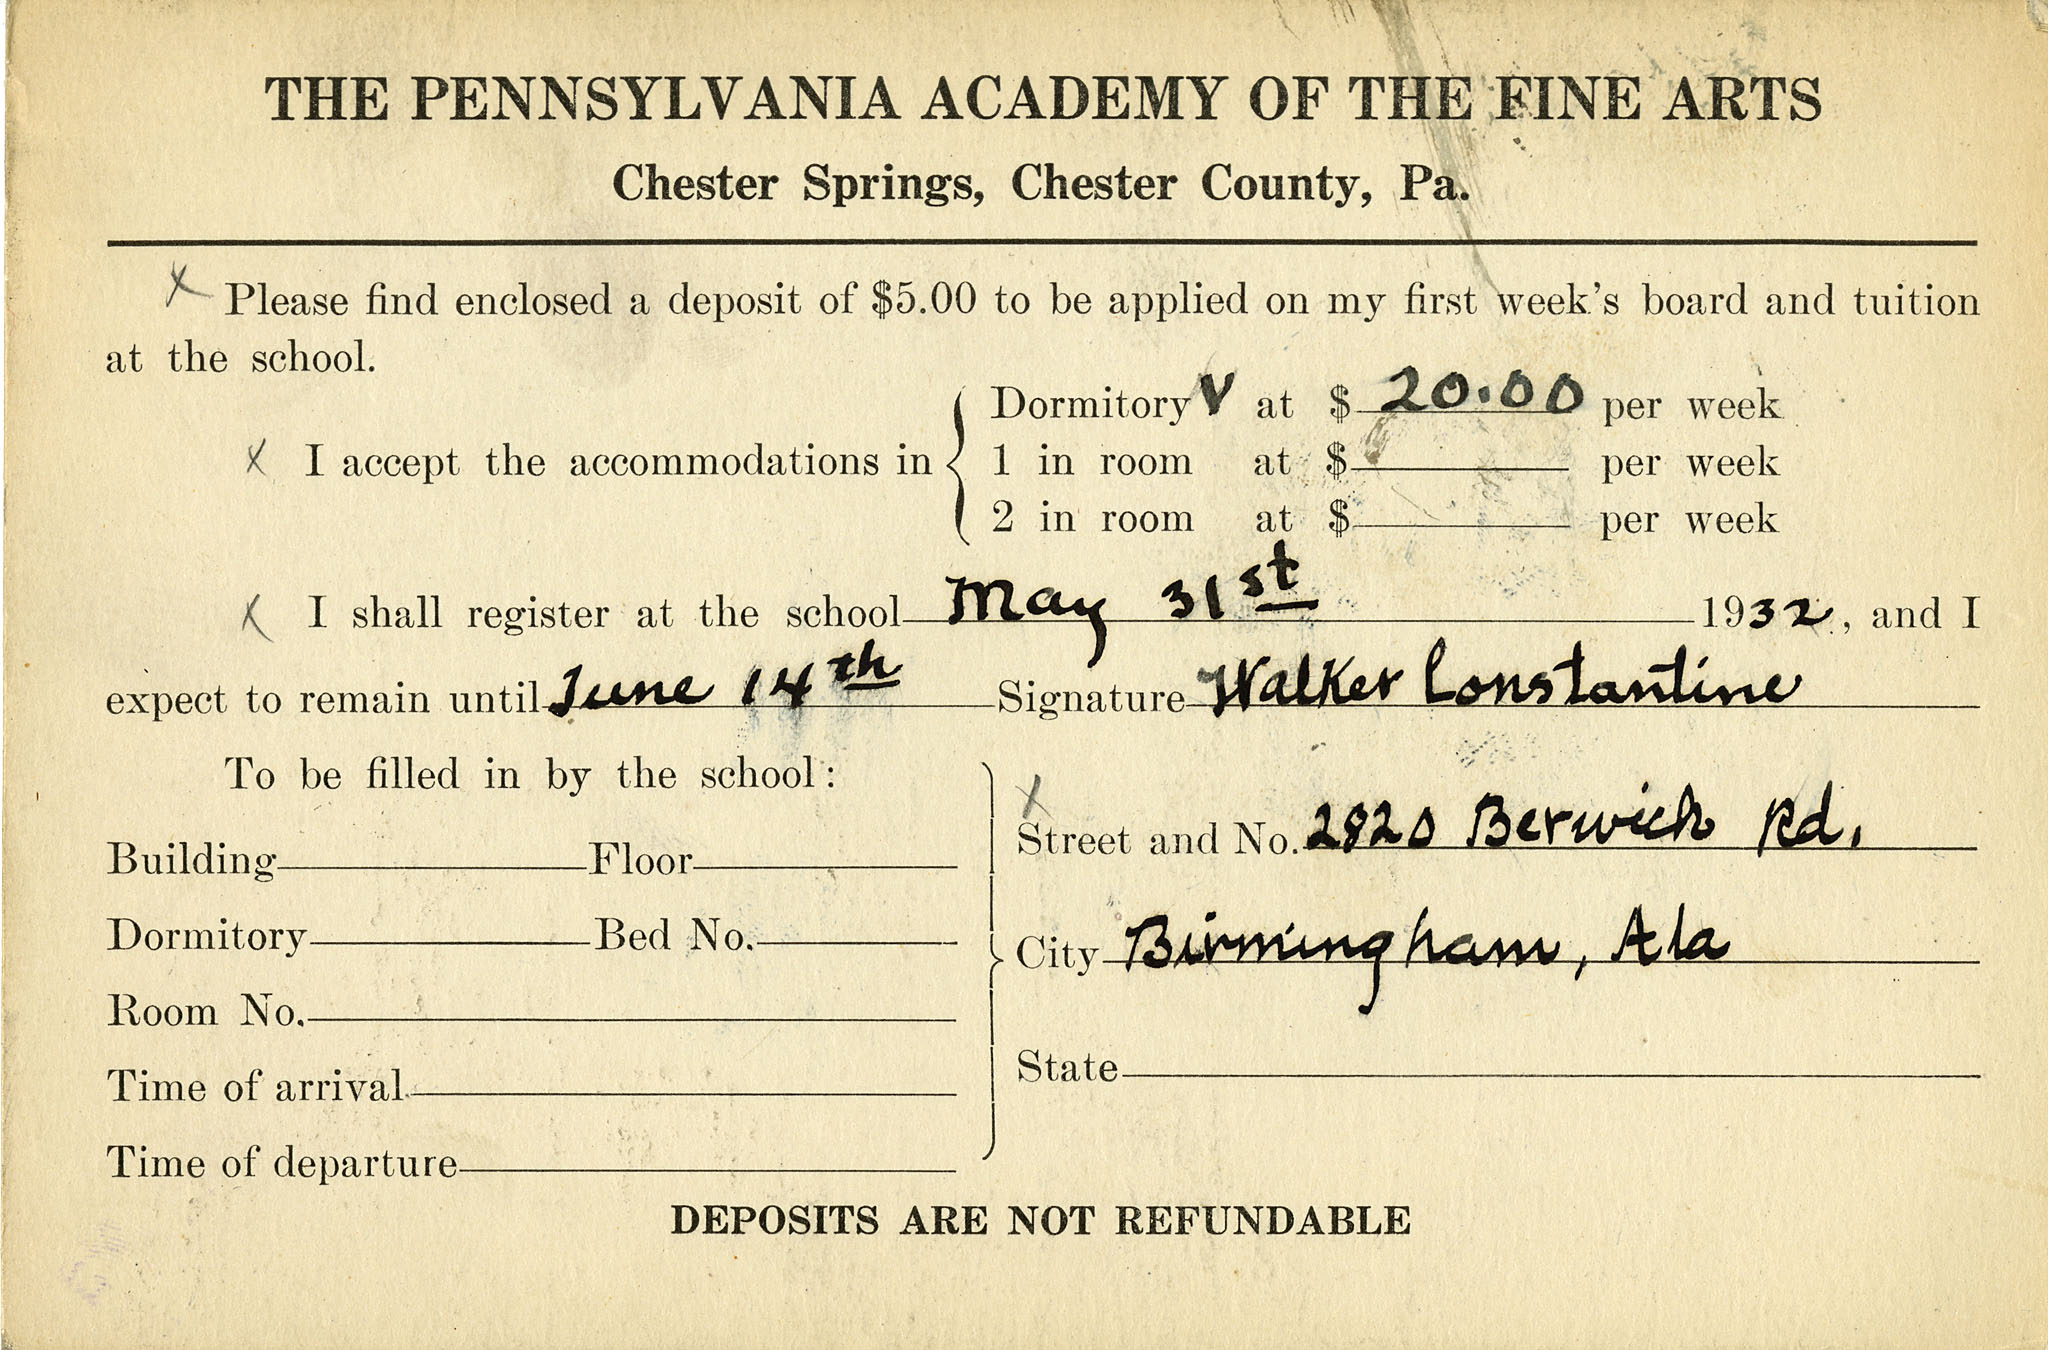 THE PENNSYLVANIA ACADEMY OF THE FINE ARTS
Chester Springs, Chester County, Pa.
x Please find enclosed a deposit of $5.00 to be applied on my first week's board and tuition
at the school.
Dormitory V at $ 20.00 per week
x I accept the accommodations in
1 in room at $ per week
2 in room at $ per week
x I shall register at the school May 31st 1932, and I
expect to remain until June 14th Signature Walker Constantine
To be filled in by the school:
x
Street and No. 2820 Berwick Rd.
Building Floor
Dormitory Bed No.
City Birmingham, Ala
Room No.
State
Time of arrival
Time of departure
DEPOSITS ARE NOT REFUNDABLE